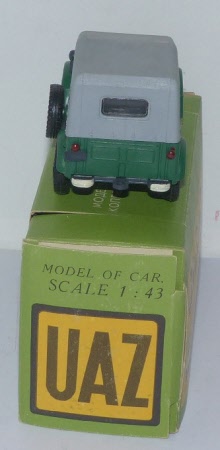 MODEL OF CAR.
SCALE 1:43
UAZ